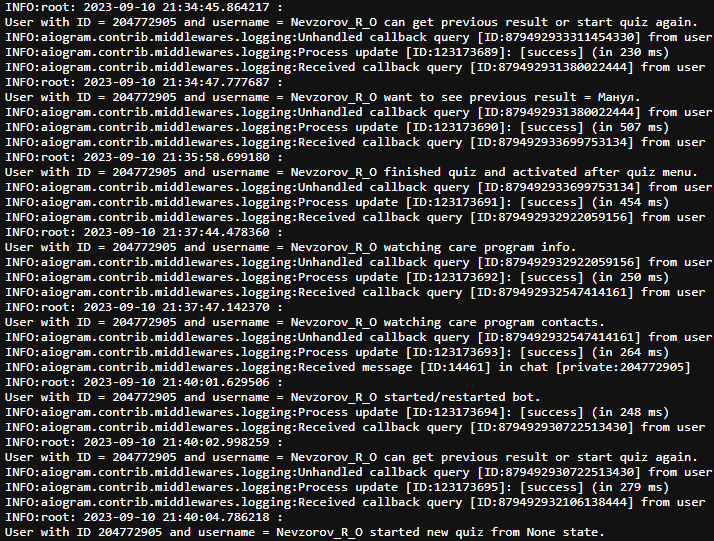 INFO:root: 2023-09-10 21:34:45.864217 :
User with ID = 204772905 and username = Nevzorov_R_O can get previous result or start quiz again.
INFO:aiogram.contrib.middlewares.logging:Unhandled callback query [ID:879492933311454330] from user
INFO:aiogram.contrib.middlewares.logging:Process update [ID:123173689]: [success] (in 230 ms)
INFO:aiogram.contrib.middlewares.logging:Received callback query [ID:879492931380022444] from user
INFO:root: 2023-09-10 21:34:47.777687 :
User with ID = 204772905 and username = Nevzorov_R_O want to see previous result = Манул.
INFO:aiogram.contrib.middlewares.logging:Unhandled callback query [ID:879492931380022444] from user
INFO:aiogram.contrib.middlewares.logging:Process update [ID:123173690]: [success] (in 507 ms)
INFO:aiogram.contrib.middlewares.logging:Received callback query [ID:879492933699753134] from user
INFO:root: 2023-09-10 21:35:58.699180 :
User with ID = 204772905 and username = Nevzorov_R_O finished quiz and activated after quiz menu.
INFO:aiogram.contrib.middlewares.logging:Unhandled callback query [ID:879492933699753134] from user
INFO:aiogram.contrib.middlewares.logging:Process update [ID:123173691]: [success] (in 454 ms)
INFO:aiogram.contrib.middlewares.logging:Received callback query [ID:879492932922059156] from user
INFO:root: 2023-09-10 21:37:44.478360 :
User with ID = 204772905 and username = Nevzorov_R_O watching care program info.
INFO:aiogram.contrib.middlewares.logging:Unhandled callback query [ID:879492932922059156] from user
INFO:aiogram.contrib.middlewares.logging:Process update [ID:123173692]: [success] (in 250 ms)
INFO:aiogram.contrib.middlewares.logging:Received callback query [ID:879492932547414161] from user
INFO:root: 2023-09-10 21:37:47.142370 :
User with ID = 204772905 and username = Nevzorov_R_O watching care program contacts.
INFO:aiogram.contrib.middlewares.logging:Unhandled callback query [ID:879492932547414161] from user
INFO:aiogram.contrib.middlewares.logging:Process update [ID:123173693]: [success] (in 264 ms)
INFO:aiogram.contrib.middlewares.logging:Received message [ID:14461] in chat [private:204772905]
INFO:root: 2023-09-10 21:40:01.629506 :
User with ID = 204772905 and username = Nevzorov_R_O started/restarted bot.
INFO:aiogram.contrib.middlewares.logging:Process update [ID:123173694]: [success] (in 248 ms)
INFO:aiogram.contrib.middlewares.logging:Received callback query [ID:879492930722513430] from user
INFO:root: 2023-09-10 21:40:02.998259 :
User with ID = 204772905 and username = Nevzorov_R_O can get previous result or start quiz again.
INFO:aiogram.contrib.middlewares.logging:Unhandled callback query [ID:879492930722513430] from user
INFO:aiogram.contrib.middlewares.logging:Process update [ID:123173695]: [success] (in 279 ms)
INFO:aiogram.contrib.middlewares.logging:Received callback query [ID:879492932106138444] from user
INFO:root: 2023-09-10 21:40:04.786218 :
User with ID 204772905 and username = Nevzorov_R_O started new quiz from None state.